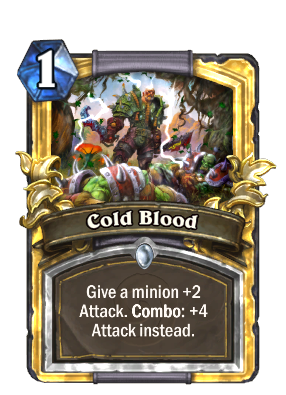 1
Cold Blood
Give a minion +2
Attack. Combo: +4
Attack instead.